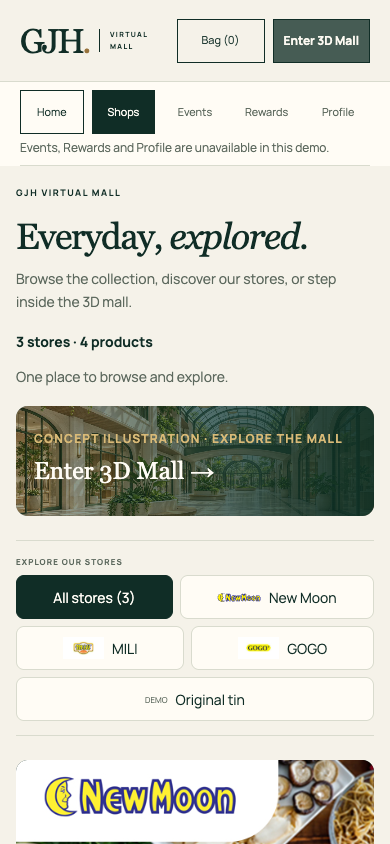 GJH.
VIRTUAL
MALL
Bag (0)
Enter 3D Mall
Home
Shops
Events
Rewards
Profile
Events, Rewards and Profile are unavailable in this demo.
GJH VIRTUAL MALL
Everyday, explored.
Browse the collection, discover our stores, or step
inside the 3D mall.
3 stores · 4 products
One place to browse and explore.
CONCEPT ILLUSTRATION · EXPLORE THE MALL
Enter 3D Mall →
EXPLORE OUR STORES
All stores (3)
NewMoon New Moon
MILI
GOGO GOGO
DEMO Original tin
NewMoon